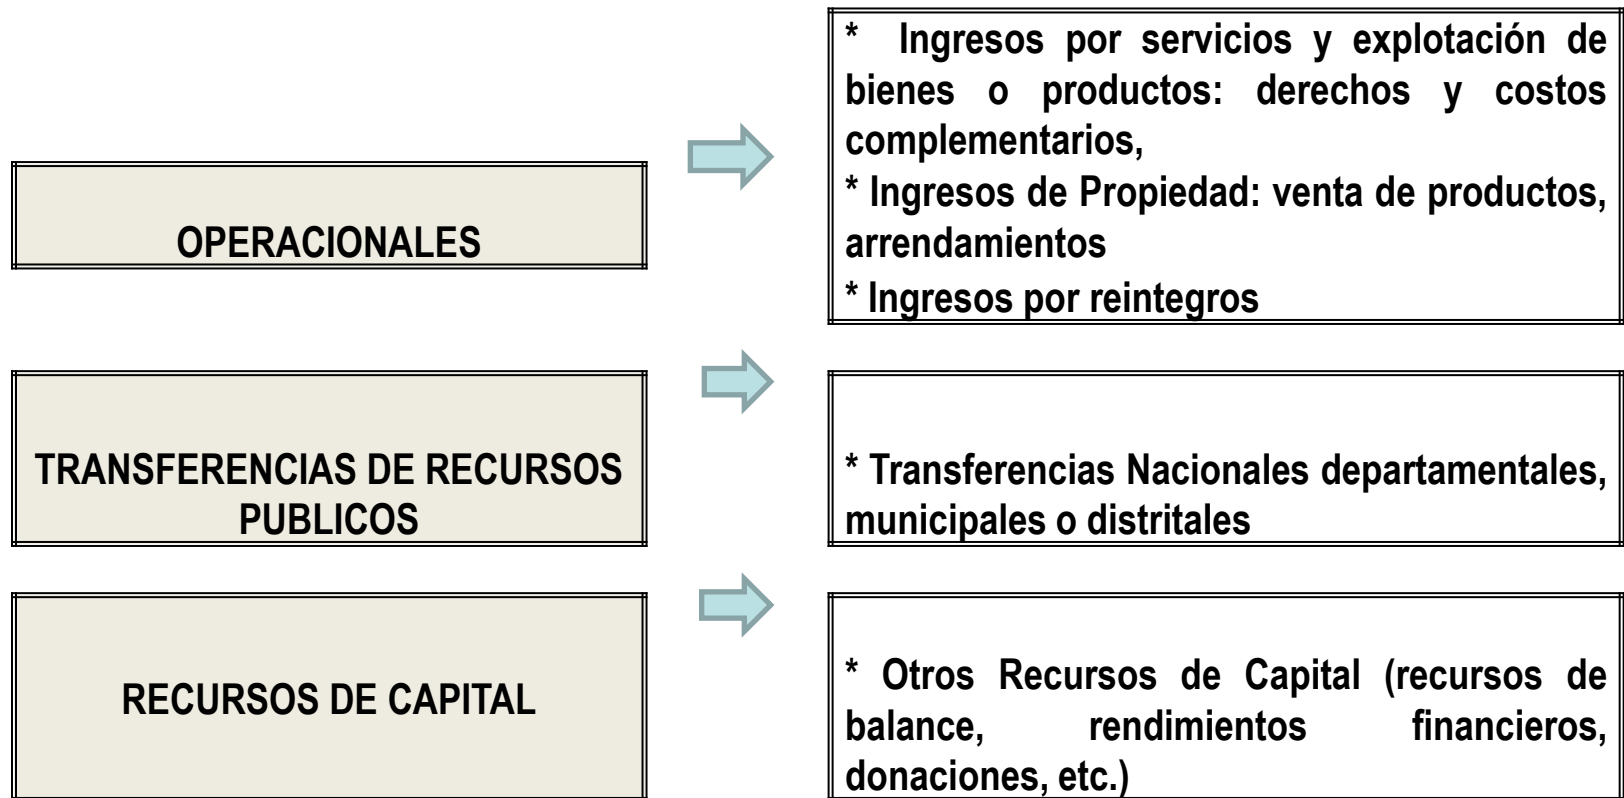 OPERACIONALES
* Ingresos por servicios y explotación de
bienes o productos: derechos y costos
complementarios,
* Ingresos de Propiedad: venta de productos,
arrendamientos
* Ingresos por reintegros
TRANSFERENCIAS DE RECURSOS
PUBLICOS
* Transferencias Nacionales departamentales,
municipales o distritales
RECURSOS DE CAPITAL
* Otros Recursos de Capital (recursos de
balance, rendimientos financieros,
donaciones, etc.)